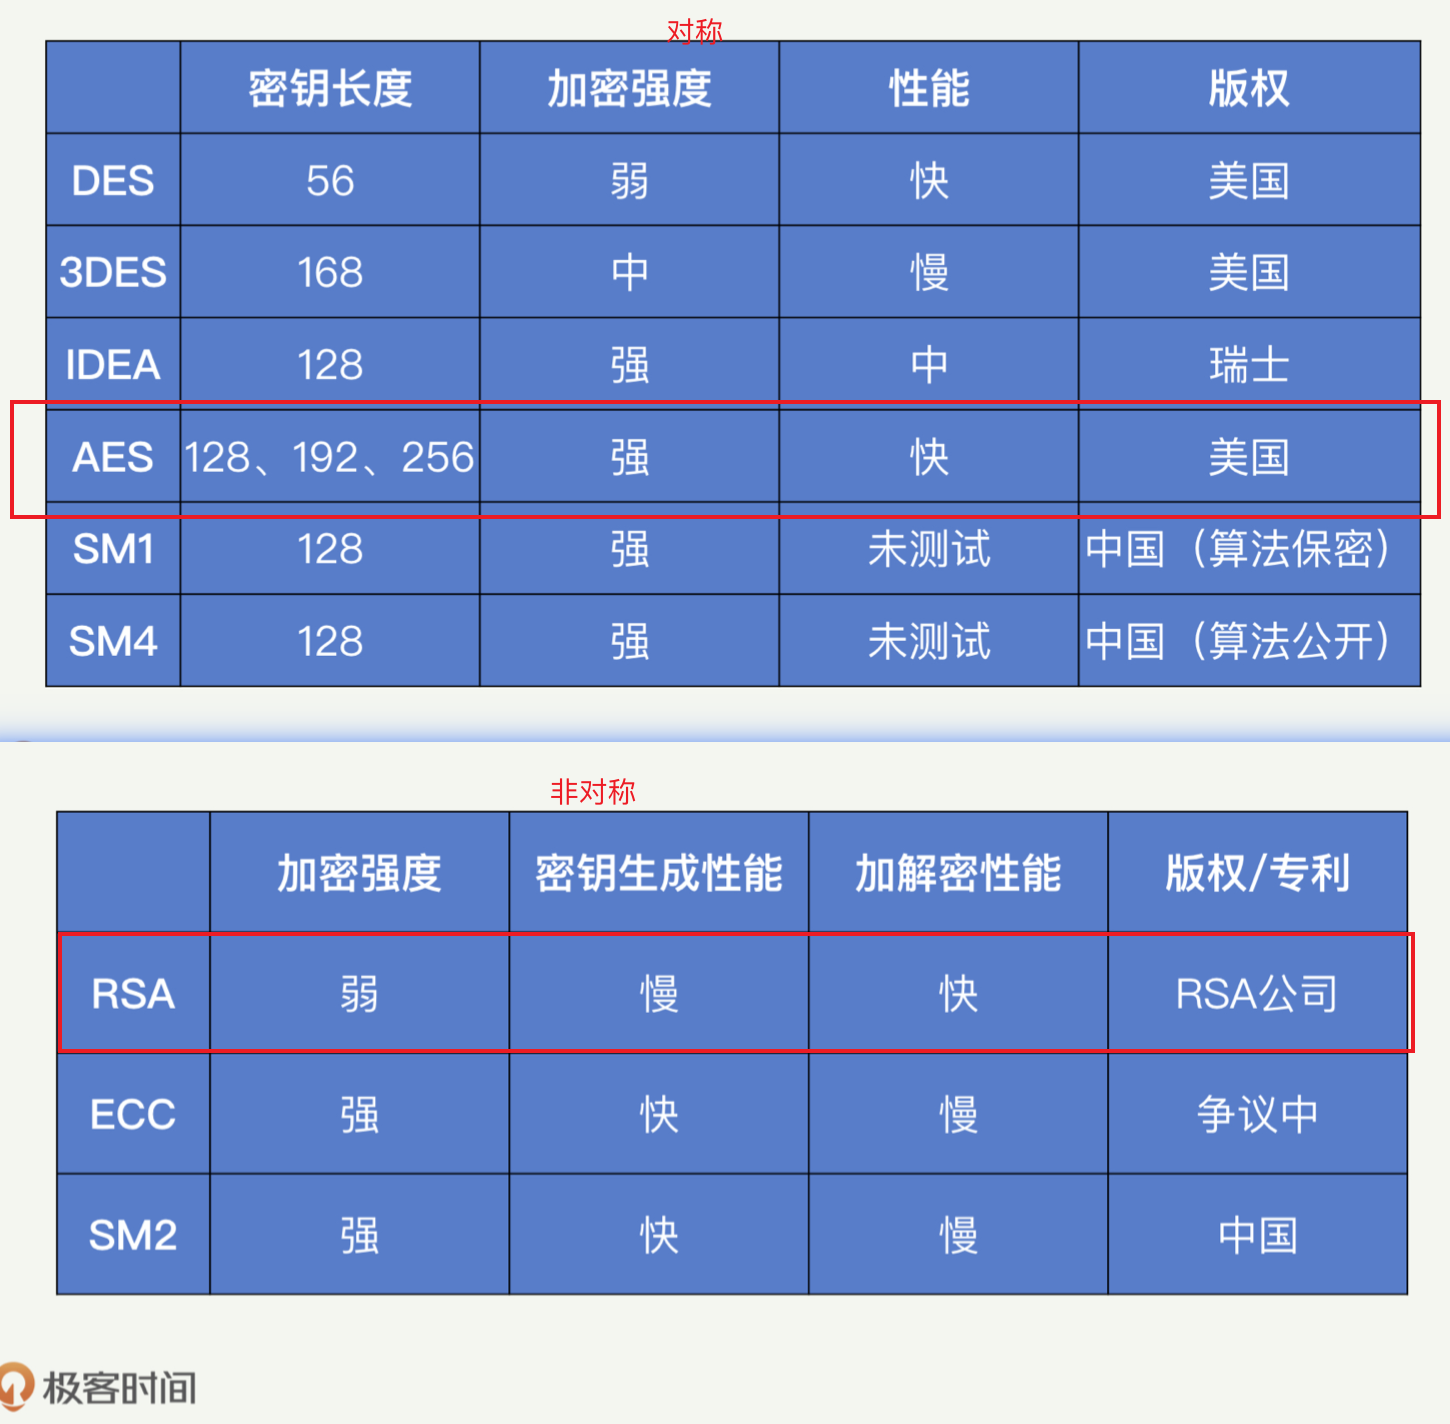 对称
密钥长度 加密强度 性能 版权
DES 56 弱 快 美国
3DES 168 中 慢 美国
IDEA 128 强 中 瑞士
AES 128、192、256 强 快 美国
SM1 128 强 未测试 中国（算法保密）
SM4 128 强 未测试 中国（算法公开）
非对称
加密强度 密钥生成性能 加解密性能 版权/专利
RSA 弱 慢 快 RSA公司
ECC 强 快 慢 争议中
SM2 强 快 慢 中国
极客时间